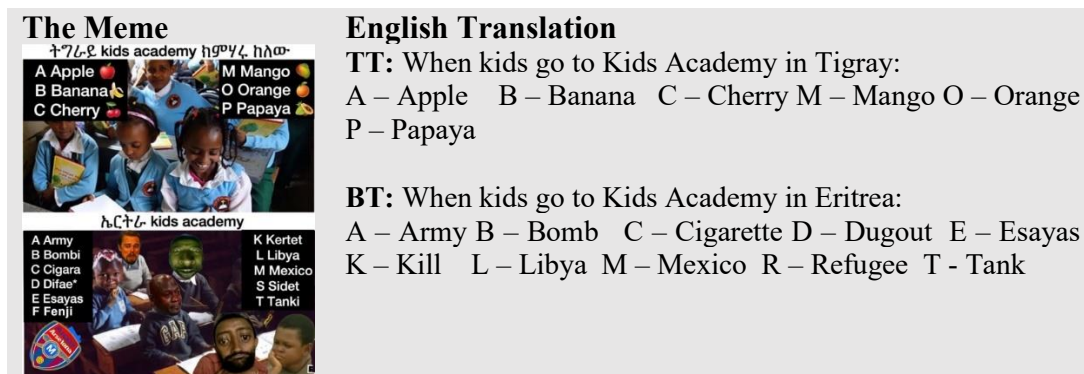 The Meme
English Translation
ትግራይ kids academy ክምሃሩ ከለው
A Apple
B Banana
C Cherry
M Mango
O Orange
P Papaya
ኤርትራ kids academy
A Army
B Bombi
C Cigara
D Difae*
E Esayas
F Fenji
K Kertet
L Libya
M Mexico
S Sidet
T Tanki
GAP
TT: When kids go to Kids Academy in Tigray:
A – Apple B – Banana C – Cherry M – Mango O – Orange
P – Papaya
BT: When kids go to Kids Academy in Eritrea:
A – Army B – Bomb C – Cigarette D – Dugout E – Esayas
K – Kill L – Libya M – Mexico R – Refugee T - Tank